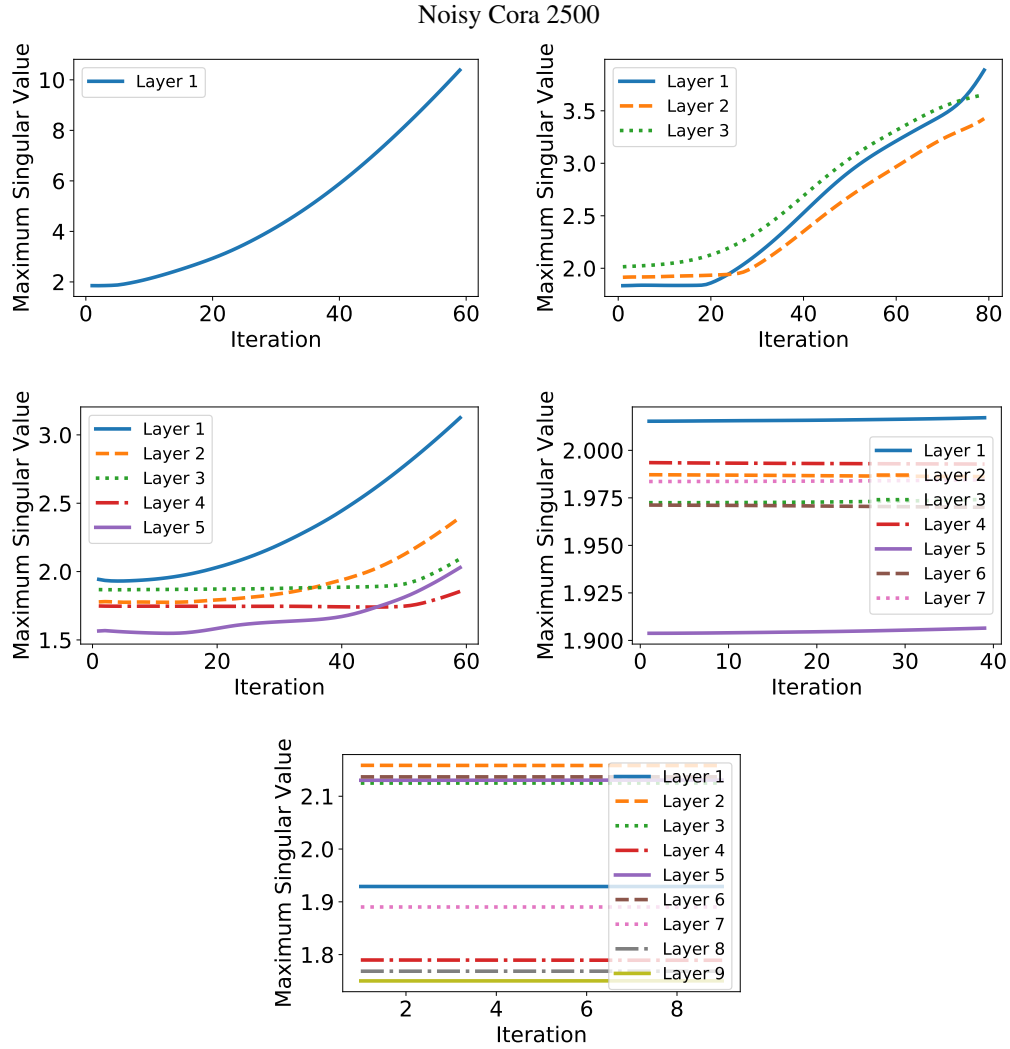 Noisy Cora 2500
Maximum Singular Value
10
8
6
4
2
Layer 1
0
20
40
60
Iteration
Maximum Singular Value
3.5
3.0
2.5
2.0
Layer 1
Layer 2
Layer 3
0
20
40
60
80
Iteration
Maximum Singular Value
3.0
2.5
2.0
1.5
Layer 1
Layer 2
Layer 3
Layer 4
Layer 5
0
20
40
60
Iteration
Maximum Singular Value
2.000
1.975
1.950
1.925
1.900
Layer 1
Layer 2
Layer 3
Layer 4
Layer 5
Layer 6
Layer 7
0
10
20
30
40
Iteration
Maximum Singular Value
2.1
2.0
1.9
1.8
Layer 1
Layer 2
Layer 3
Layer 4
Layer 5
Layer 6
Layer 7
Layer 8
Layer 9
2
4
6
8
Iteration